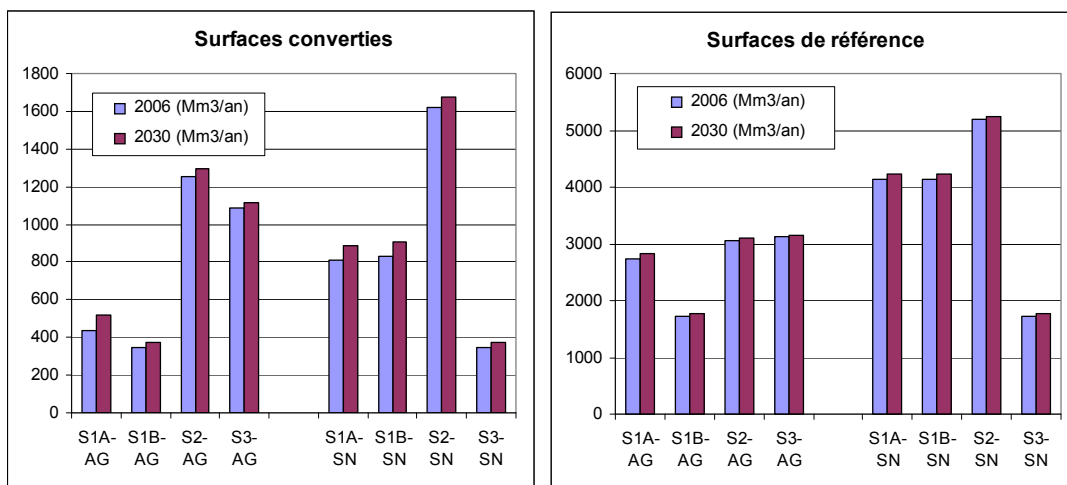 Surfaces converties
1800
1600
1400
1200
1000
800
600
400
200
0
2006 (Mm3/an)
2030 (Mm3/an)
S1A-AG
S1B-AG
S2-AG
S3-AG
S1A-SN
S1B-SN
S2-SN
S3-SN
Surfaces de référence
6000
5000
4000
3000
2000
1000
0
2006 (Mm3/an)
2030 (Mm3/an)
S1A-AG
S1B-AG
S2-AG
S3-AG
S1A-SN
S1B-SN
S2-SN
S3-SN